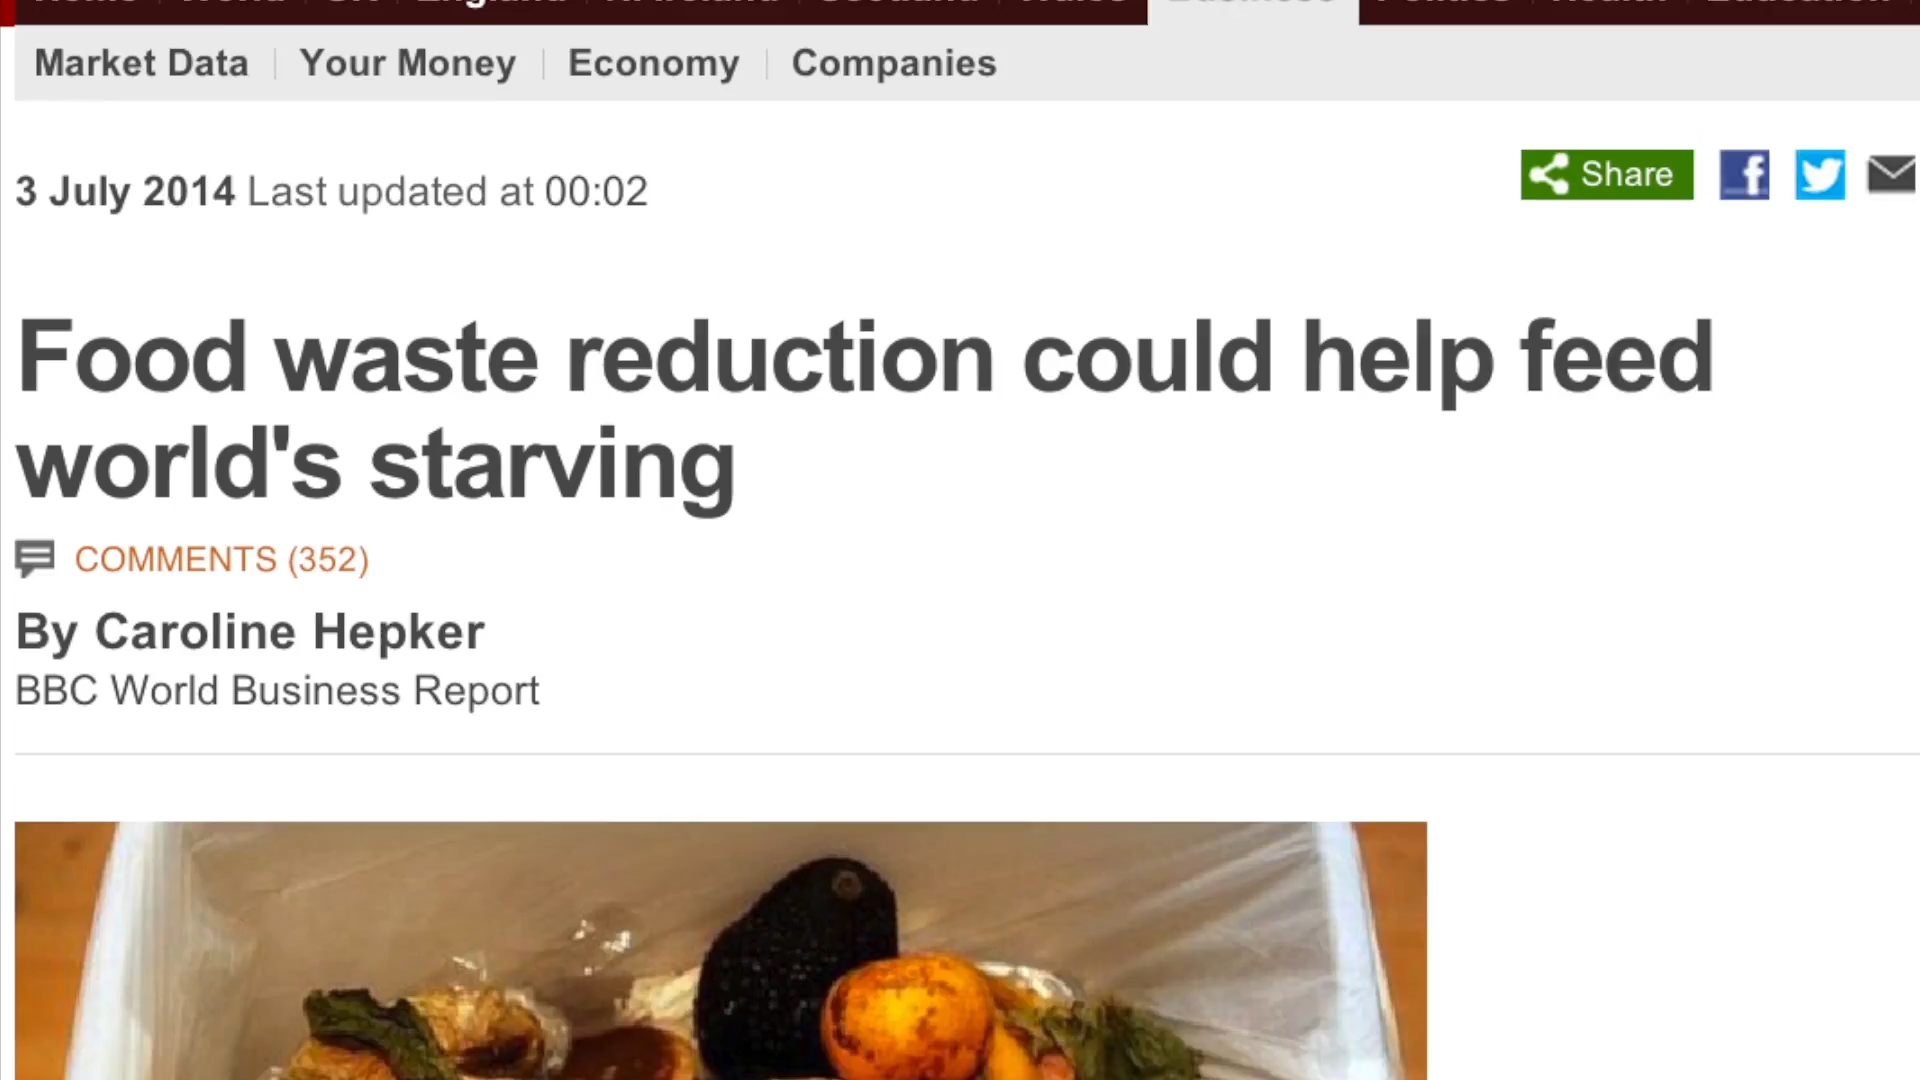 Market Data
Your Money
Economy
Companies
3 July 2014 Last updated at 00:02
Share
Food waste reduction could help feed
world's starving
COMMENTS (352)
By Caroline Hepker
BBC World Business Report